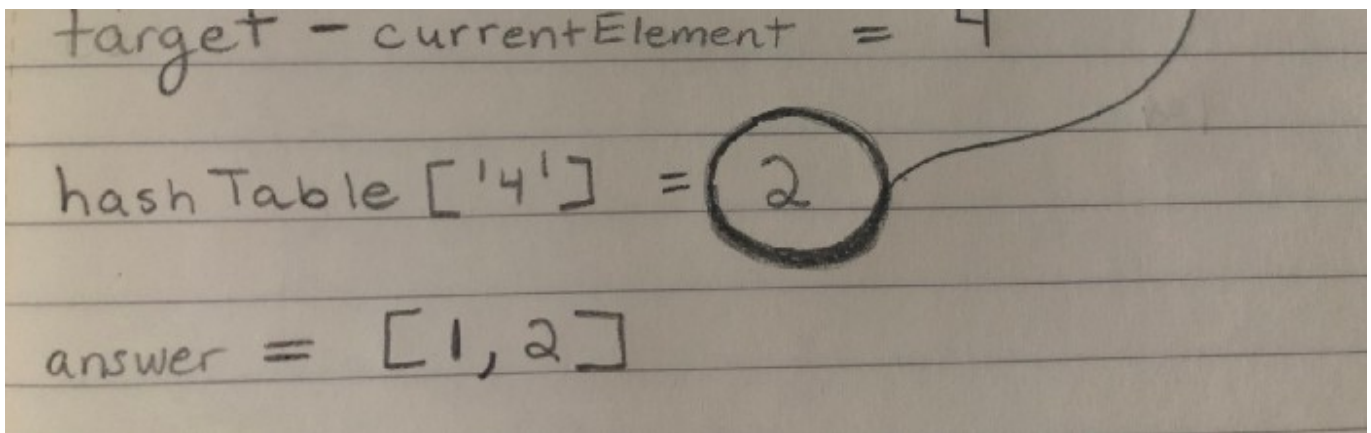 target - currentElement = 4
hashTable ['4'] = 2
answer = [1, 2]